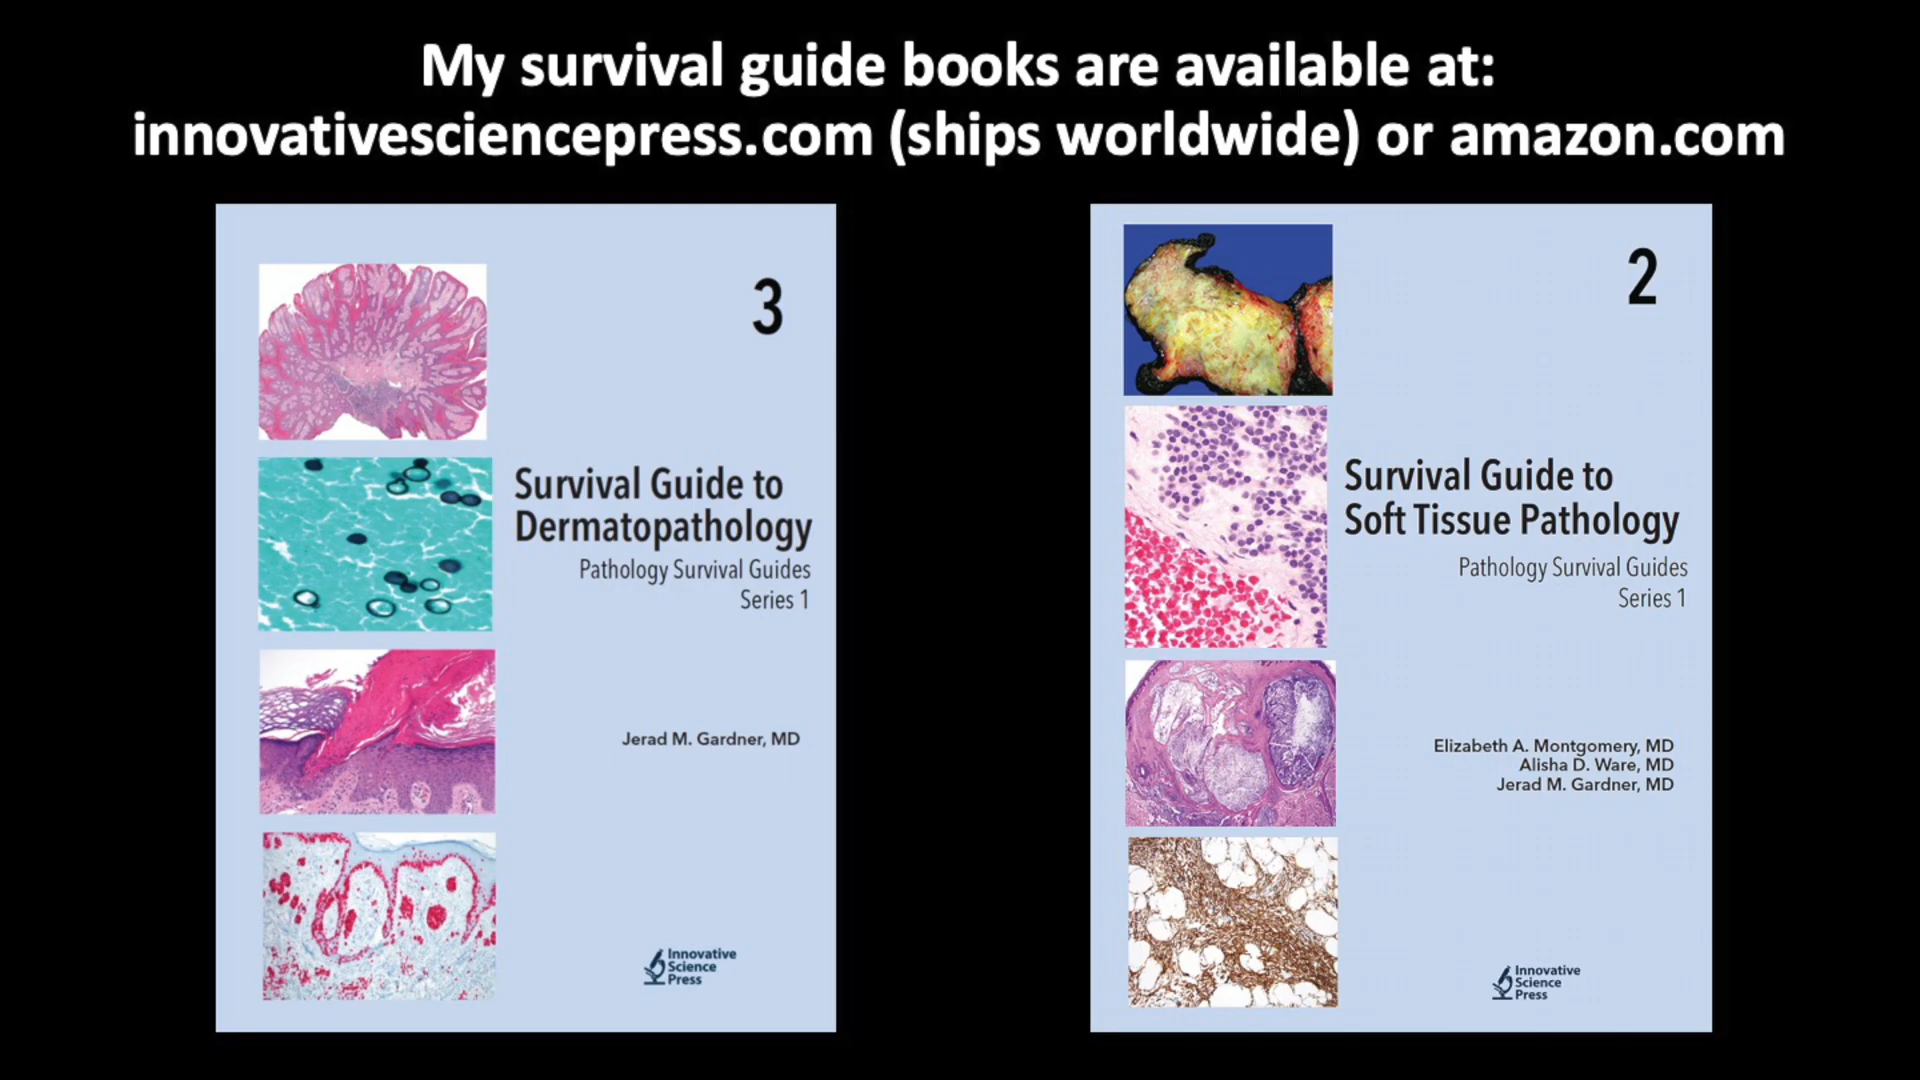 My survival guide books are available at:
innovativesciencepress.com (ships worldwide) or amazon.com
3
Survival Guide to
Dermatopathology
Pathology Survival Guides
Series 1
Jerad M. Gardner, MD
Innovative
Science
Press
2
Survival Guide to
Soft Tissue Pathology
Pathology Survival Guides
Series 1
Elizabeth A. Montgomery, MD
Alisha D. Ware, MD
Jerad M. Gardner, MD
Innovative
Science
Press